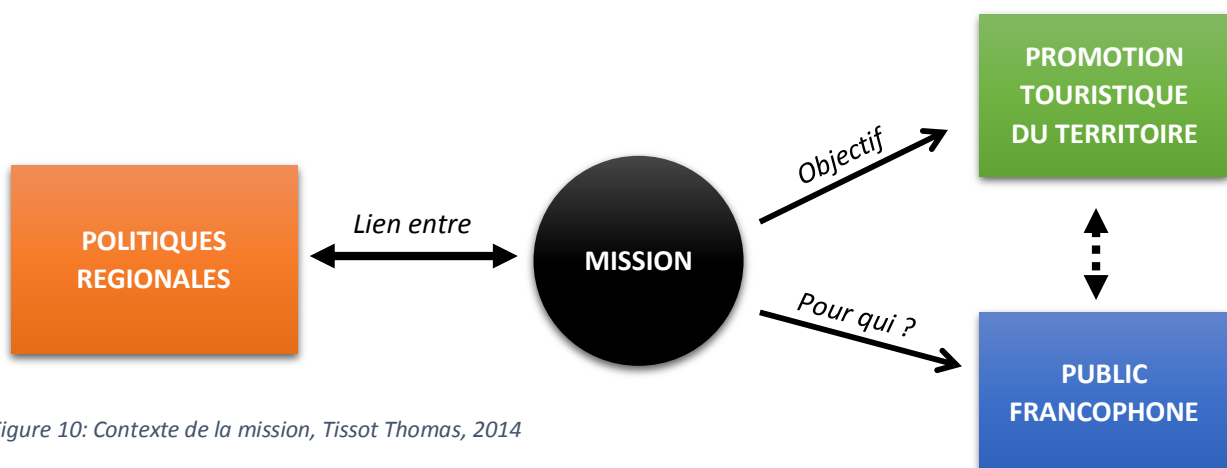 PROMOTION
TOURISTIQUE
DU TERRITOIRE
Objectif
Lien entre
POLITIQUES
REGIONALES
MISSION
Pour qui ?
PUBLIC
FRANCOPHONE
igure 10: Contexte de la mission, Tissot Thomas, 2014